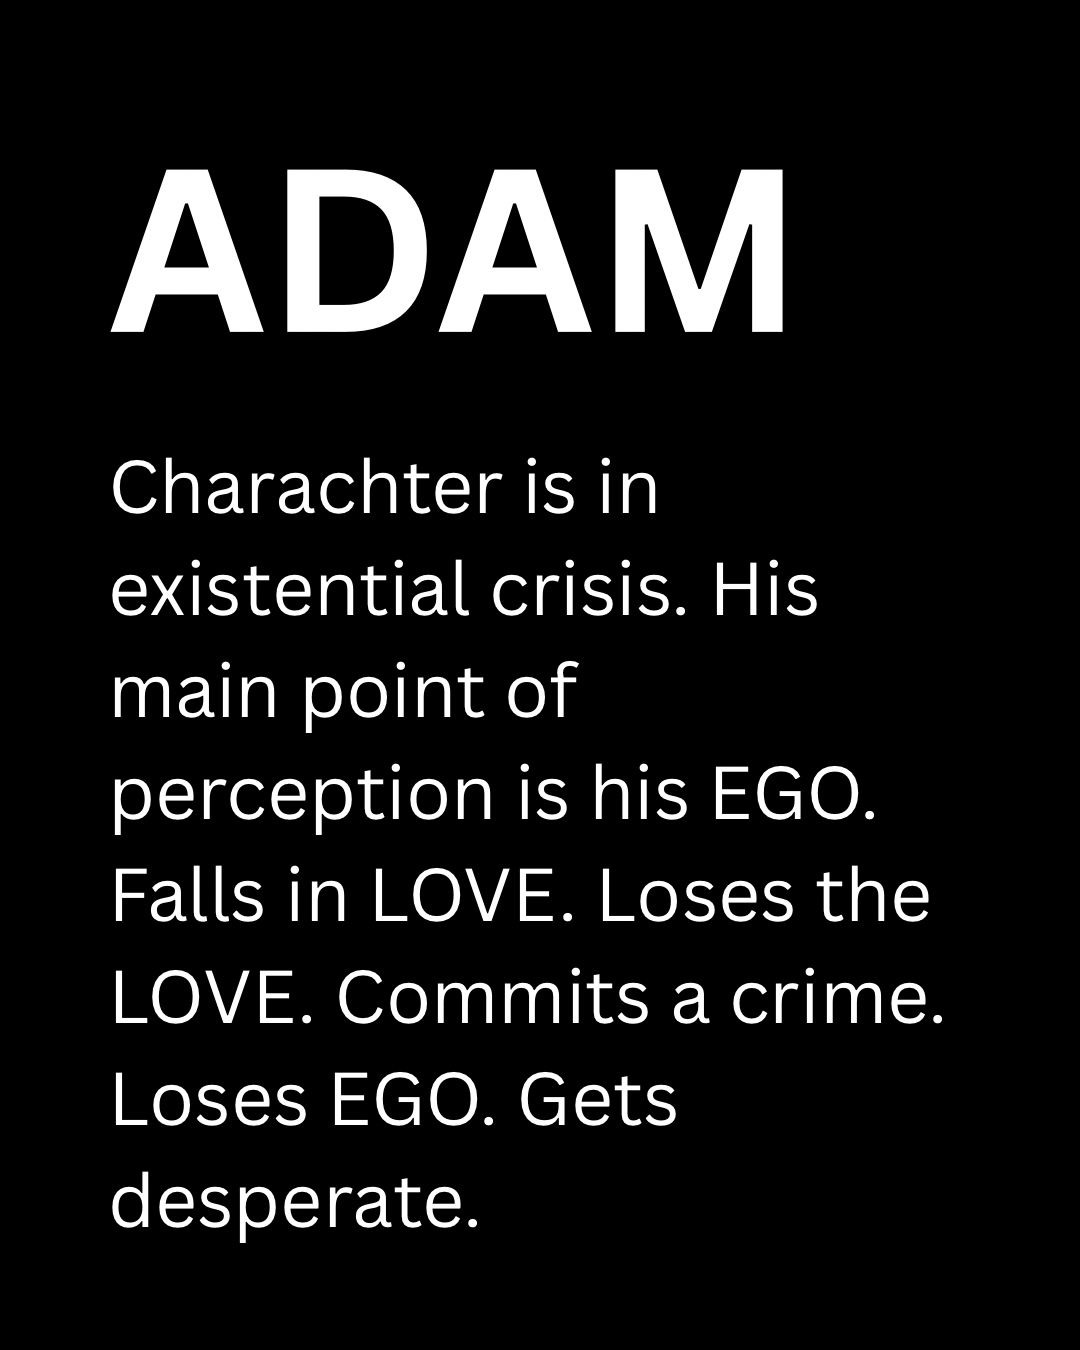 ADAM
Charachter is in
existential crisis. His
main point of
perception is his EGO.
Falls in LOVE. Loses the
LOVE. Commits a crime.
Loses EGO. Gets
desperate.